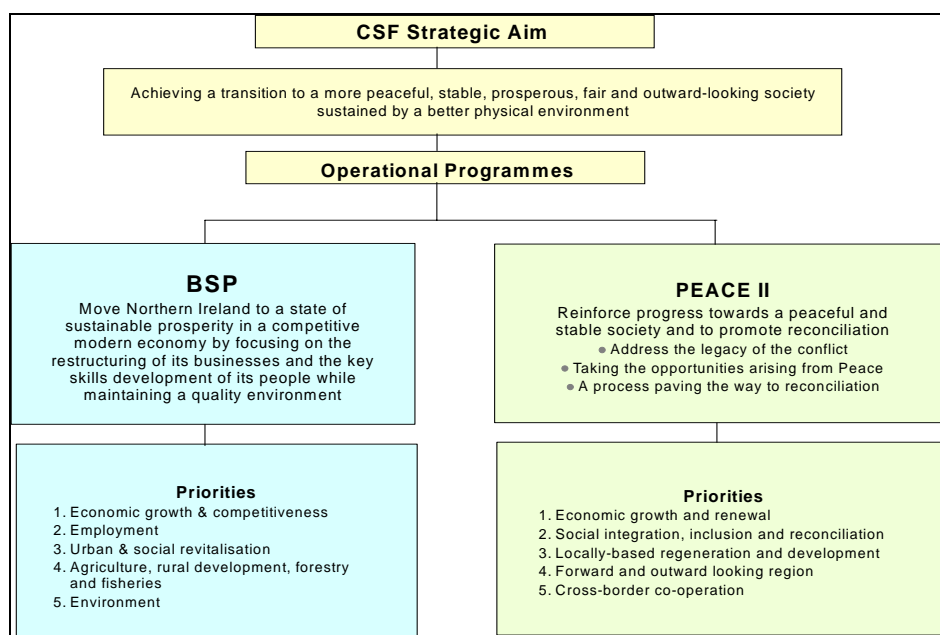 CSF Strategic Aim
Achieving a transition to a more peaceful, stable, prosperous, fair and outward-looking society
sustained by a better physical environment
Operational Programmes
BSP
Move Northern Ireland to a state of
sustainable prosperity in a competitive
modern economy by focusing on the
restructuring of its businesses and the key
skills development of its people while
maintaining a quality environment
PEACE II
Reinforce progress towards a peaceful and
stable society and to promote reconciliation
● Address the legacy of the conflict
● Taking the opportunities arising from Peace
● A process paving the way to reconciliation
Priorities
1. Economic growth & competitiveness
2. Employment
3. Urban & social revitalisation
4. Agriculture, rural development, forestry
and fisheries
5. Environment
Priorities
1. Economic growth and renewal
2. Social integration, inclusion and reconciliation
3. Locally-based regeneration and development
4. Forward and outward looking region
5. Cross-border co-operation